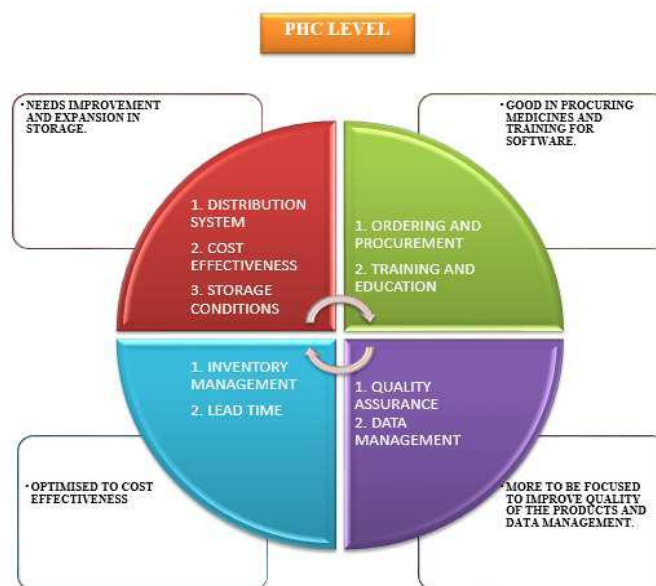 PHC LEVEL
• NEEDS IMPROVEMENT
AND EXPANSION IN
STORAGE.
• GOOD IN PROCURING
MEDICINES AND
TRAINING FOR
SOFTWARE.
1. DISTRIBUTION
SYSTEM
2. COST
EFFECTIVENESS
3. STORAGE
CONDITIONS
1. ORDERING AND
PROCUREMENT
2. TRAINING AND
EDUCATION
1. INVENTORY
MANAGEMENT
2. LEAD TIME
1. QUALITY
ASSURANCE
2. DATA
MANAGEMENT
• OPTIMISED TO COST
EFFECTIVENESS
• MORE TO BE FOCUSED
TO IMPROVE QUALITY
OF THE PRODUCTS AND
DATA MANAGEMENT.